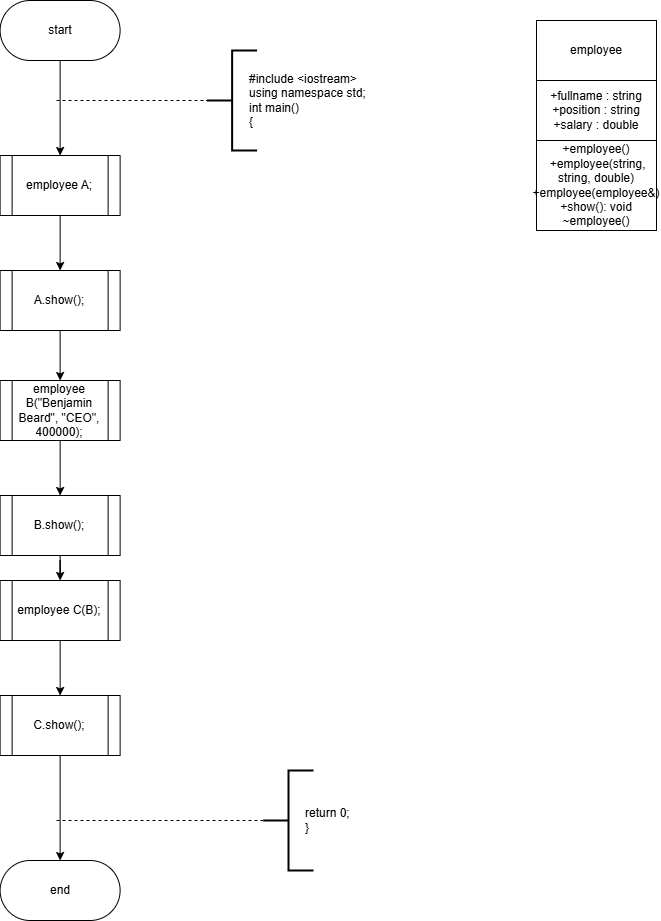 start
#include <iostream>
using namespace std;
int main()
{
employee A;
A.show();
employee
B("Benjamin
Beard", "CEO",
400000);
B.show();
employee C(B);
C.show();
return 0;
}
end
employee
+fullname : string
+position : string
+salary : double
+employee()
+employee(string,
string, double)
+employee(employee&)
+show(): void
~employee()